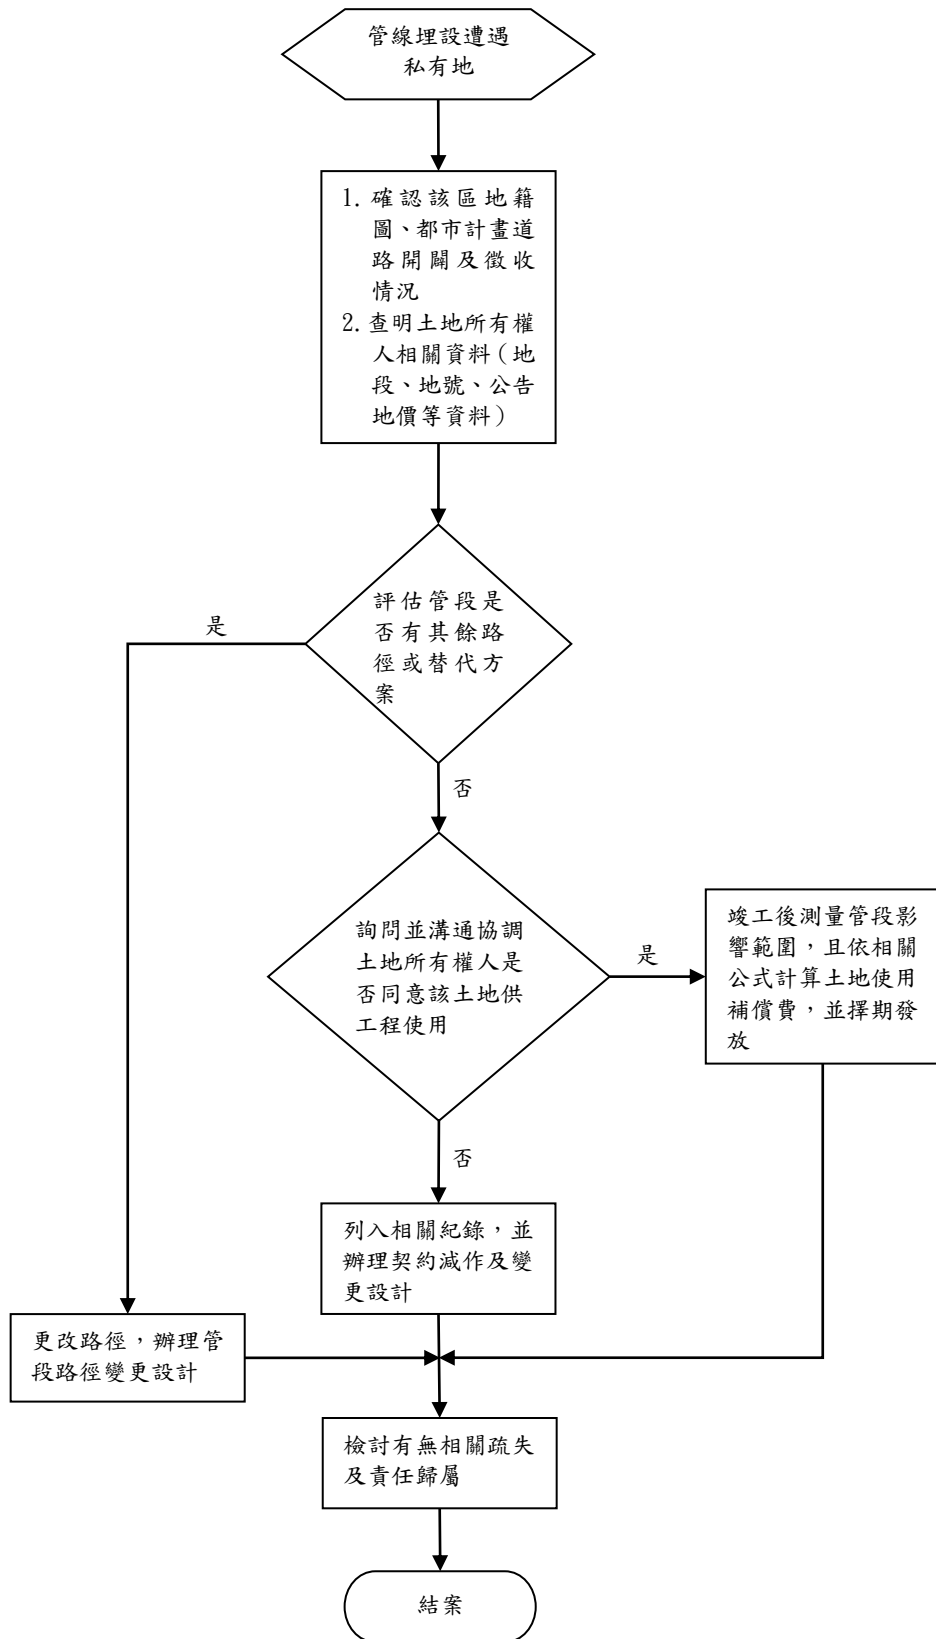 管線埋設遭遇
私有地
1. 確認該區地籍
圖、都市計畫道
路開闢及徵收
情況
2. 查明土地所有權
人相關資料（地
段、地號、公告
地價等資料）
評估管段是
否有其餘路
徑或替代方
案
是
否
詢問並溝通協調
土地所有權人是
否同意該土地供
工程使用
是
竣工後測量管段影
響範圍，且依相關
公式計算土地使用
補償費，並擇期發
放
否
列入相關紀錄，並
辦理契約減作及變
更設計
更改路徑，辦理管
段路徑變更設計
檢討有無相關疏失
及責任歸屬
結案